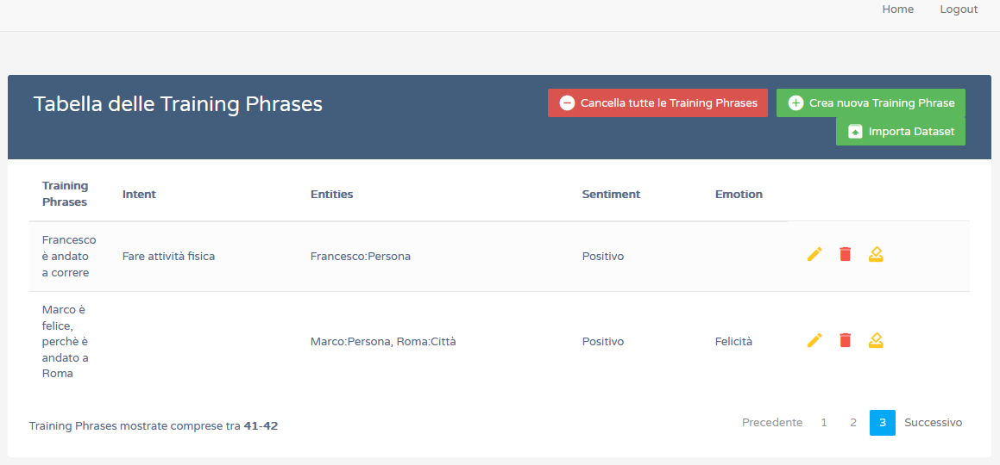 Home Logout
Tabella delle Training Phrases
Cancella tutte le Training Phrases
Crea nuova Training Phrase
Importa Dataset
Training
Phrases
Intent
Entities
Sentiment
Emotion
Francesco
è andato
a correre
Fare attività fisica
Francesco:Persona
Positivo
Marco è
felice,
perchè è
andato a
Roma
Marco:Persona, Roma:Città
Positivo
Felicità
Training Phrases mostrate comprese tra 41-42
Precedente 1 2 3 Successivo